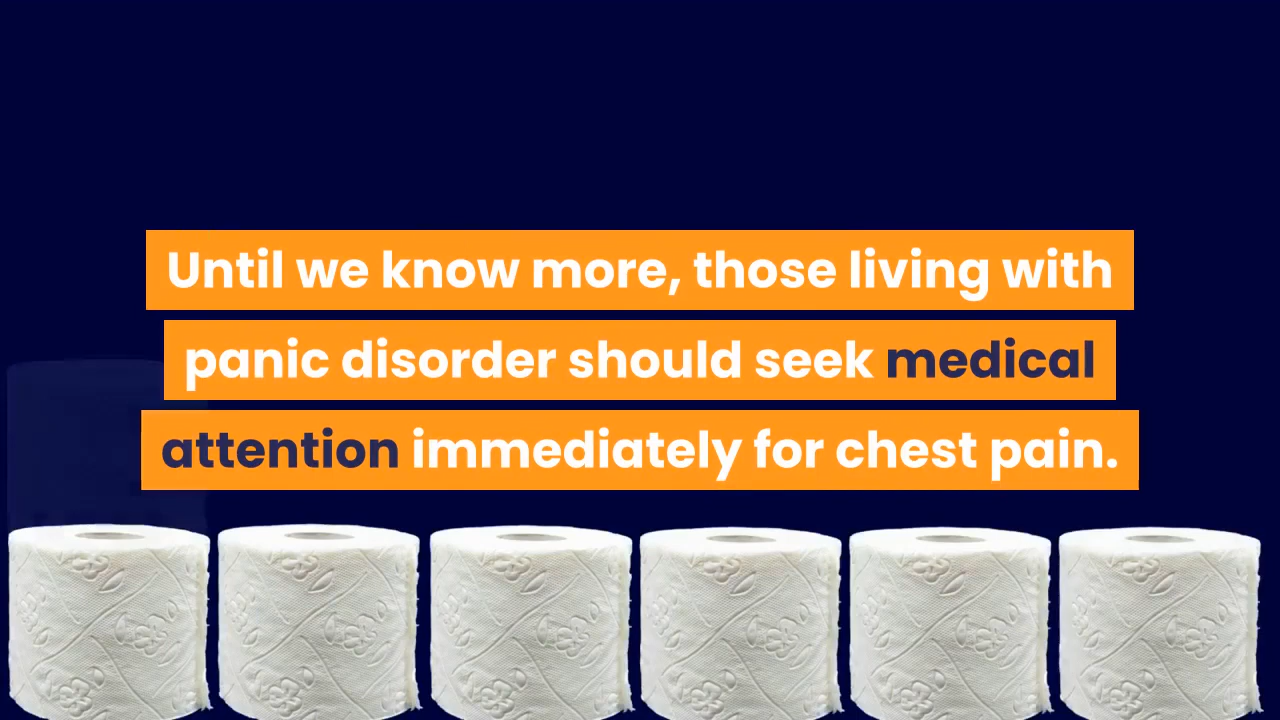 Until we know more, those living with
panic disorder should seek medical
attention immediately for chest pain.